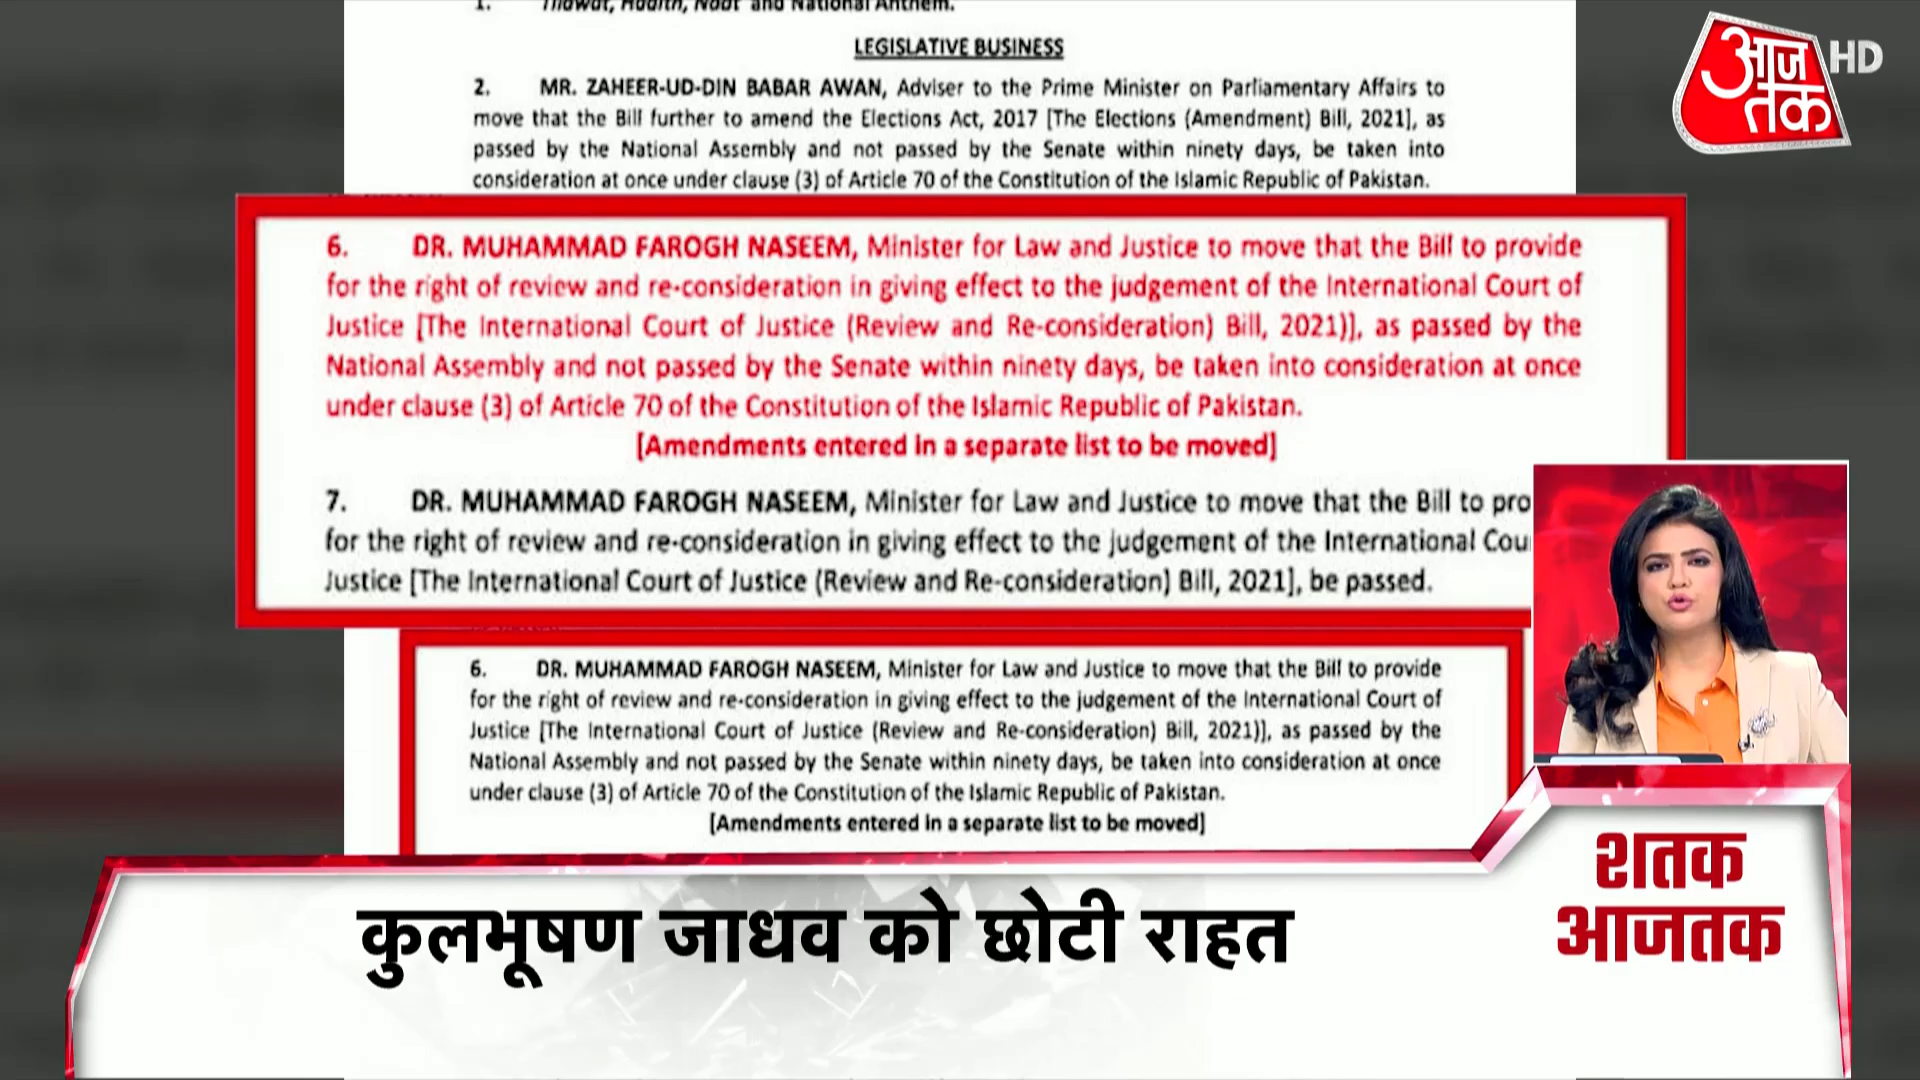 1. Tilawat, Hadith, Naat and National Anthem.
LEGISLATIVE BUSINESS
2. MR. ZAHEER-UD-DIN BABAR AWAN, Adviser to the Prime Minister on Parliamentary Affairs to
move that the Bill further to amend the Elections Act, 2017 [The Elections (Amendment) Bill, 2021], as
passed by the National Assembly and not passed by the Senate within ninety days, be taken into
consideration at once under clause (3) of Article 70 of the Constitution of the Islamic Republic of Pakistan.
आज
तक
HD
6. DR. MUHAMMAD FAROGH NASEEM, Minister for Law and Justice to move that the Bill to provide
for the right of review and re-consideration in giving effect to the judgement of the International Court of
Justice [The International Court of Justice (Review and Re-consideration) Bill, 2021)], as passed by the
National Assembly and not passed by the Senate within ninety days, be taken into consideration at once
under clause (3) of Article 70 of the Constitution of the Islamic Republic of Pakistan.
[Amendments entered in a separate list to be moved]
7. DR. MUHAMMAD FAROGH NASEEM, Minister for Law and Justice to move that the Bill to pro
for the right of review and re-consideration in giving effect to the judgement of the International Cou
Justice [The International Court of Justice (Review and Re-consideration) Bill, 2021], be passed.
6. DR. MUHAMMAD FAROGH NASEEM, Minister for Law and Justice to move that the Bill to provide
for the right of review and re-consideration in giving effect to the judgement of the International Court of
Justice [The International Court of Justice (Review and Re-consideration) Bill, 2021)], as passed by the
National Assembly and not passed by the Senate within ninety days, be taken into consideration at once
under clause (3) of Article 70 of the Constitution of the Islamic Republic of Pakistan.
[Amendments entered in a separate list to be moved]
कुलभूषण जाधव को छोटी राहत
शतक
आजतक